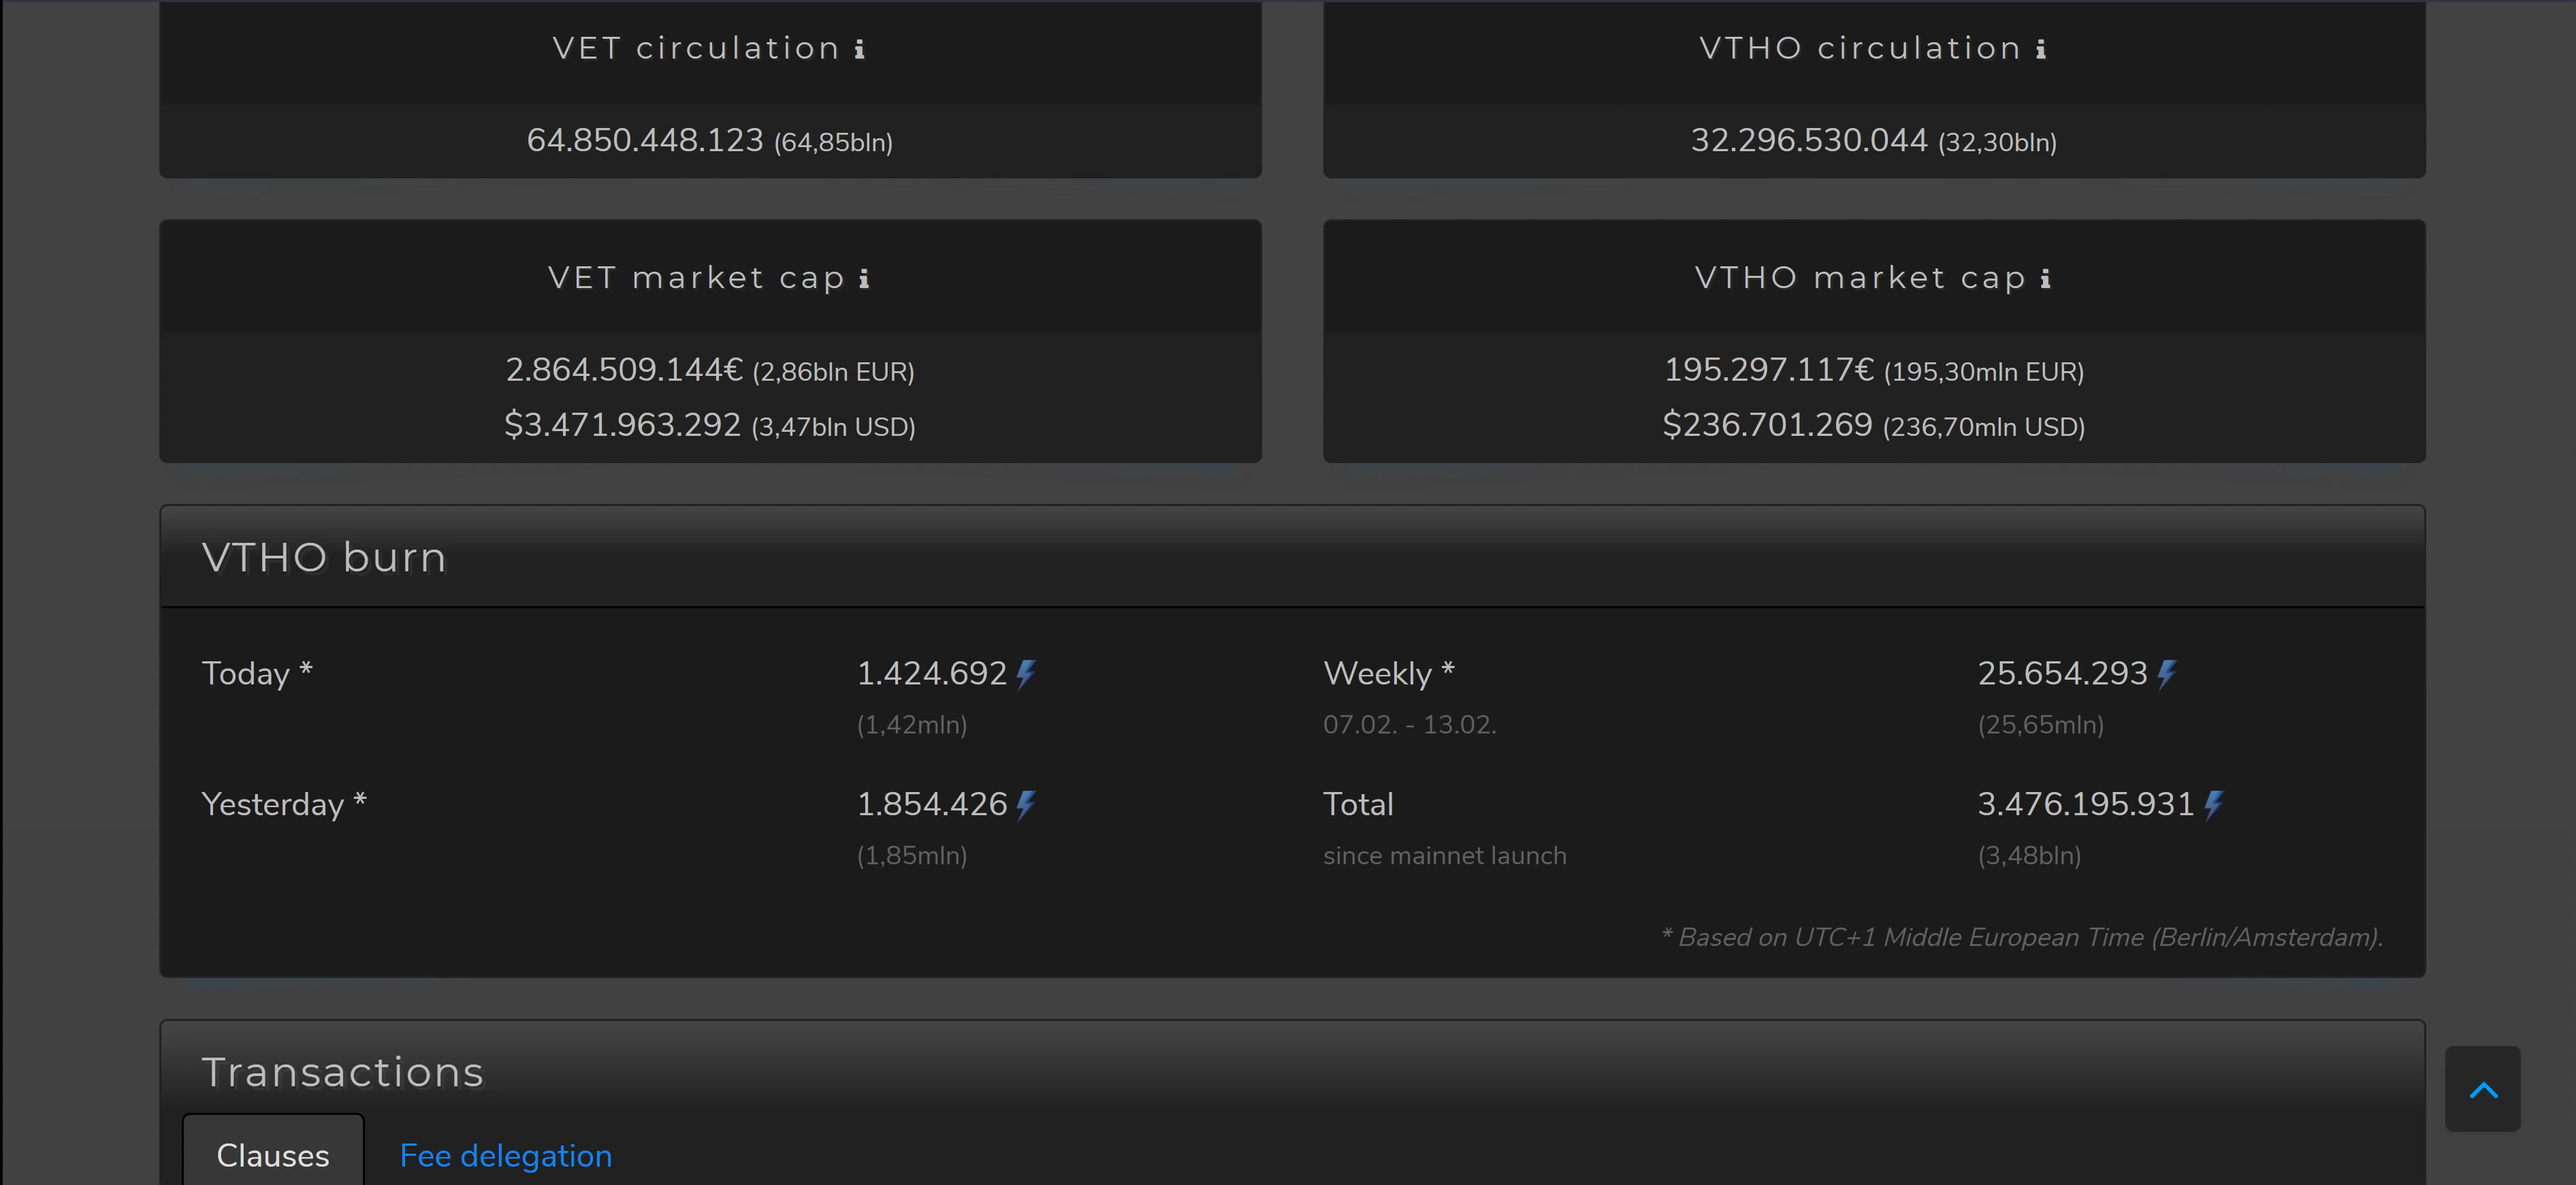 VET circulation
VTHO circulation
64.850.448.123 (64,85bln)
32.296.530.044 (32,30bln)
VET market cap
VTHO market cap
2.864.509.144€ (2,86bln EUR)
$3.471.963.292 (3,47bln USD)
195.297.117€ (195,30mln EUR)
$236.701.269 (236,70mln USD)
VTHO burn
Today *
1.424.692
(1,42mln)
Weekly *
07.02. - 13.02.
25.654.293
(25,65mln)
Yesterday *
1.854.426
(1,85mln)
Total
since mainnet launch
3.476.195.931
(3,48bln)
* Based on UTC+1 Middle European Time (Berlin/Amsterdam).
Transactions
Clauses
Fee delegation